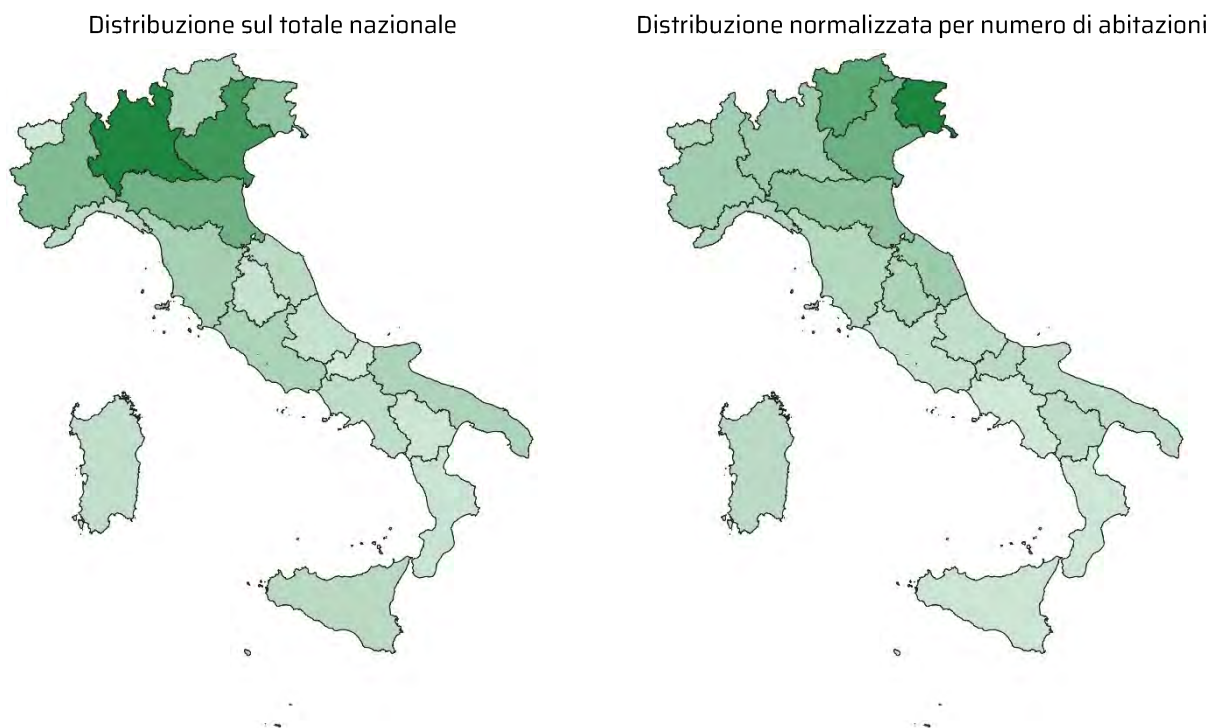 Distribuzione sul totale nazionale
Distribuzione normalizzata per numero di abitazioni